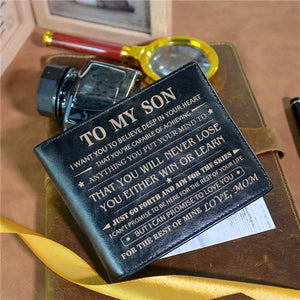 TO MY SON
I WANT YOU TO BELIEVE DEEP IN YOUR HEART
THAT YOU'RE CAPABLE OF ACHIEVING
ANYTHING YOU PUT YOUR MIND TO
THAT YOU WILL NEVER LOSE
YOU EITHER WIN OR LEARN
JUST GO FORTH AND AIM FOR THE SKIES
I CAN'T PROMISE TO BE HERE FOR THE REST OF YOUR LIFE
BUT I CAN PROMISE TO LOVE YOU
FOR THE REST OF MINE LOVE, MOM